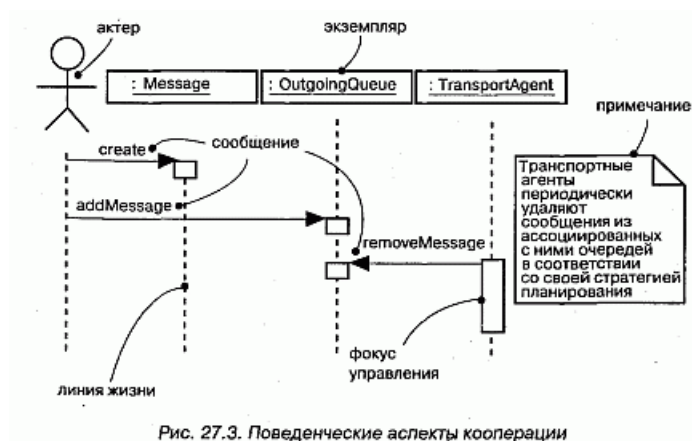 актер
экземпляр
: Message
: OutgoingQueue
: TransportAgent
примечание
create
сообщение
Транспортные
агенты
периодически
удаляют
сообщения из
ассоциированных
с ними очередей
в соответствии
со своей стратегией
планирования
addMessage
removeMessage
фокус
управления
линия жизни
Рис. 27.3. Поведенческие аспекты кооперации